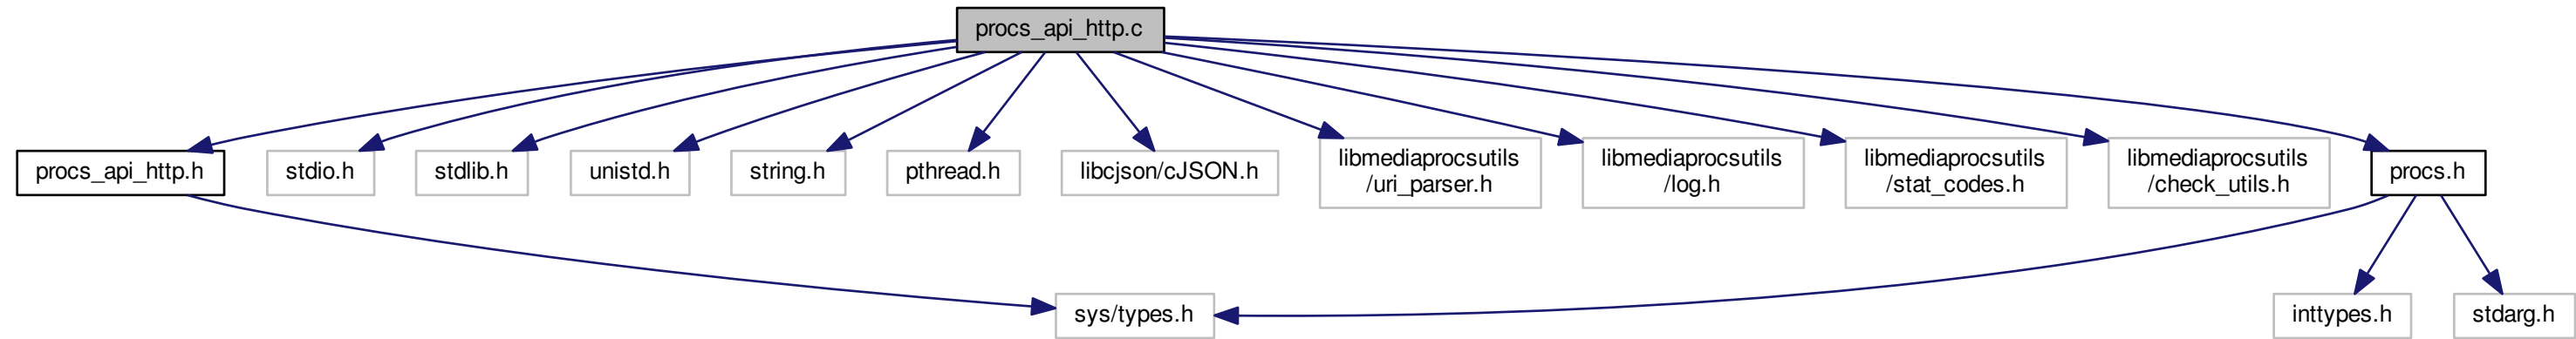 procs_api_http.c
procs_api_http.h
stdio.h
stdlib.h
unistd.h
string.h
pthread.h
libcjson/cJSON.h
libmediaprocsutils
/uri_parser.h
libmediaprocsutils
/log.h
libmediaprocsutils
/stat_codes.h
libmediaprocsutils
/check_utils.h
procs.h
sys/types.h
inttypes.h
stdarg.h